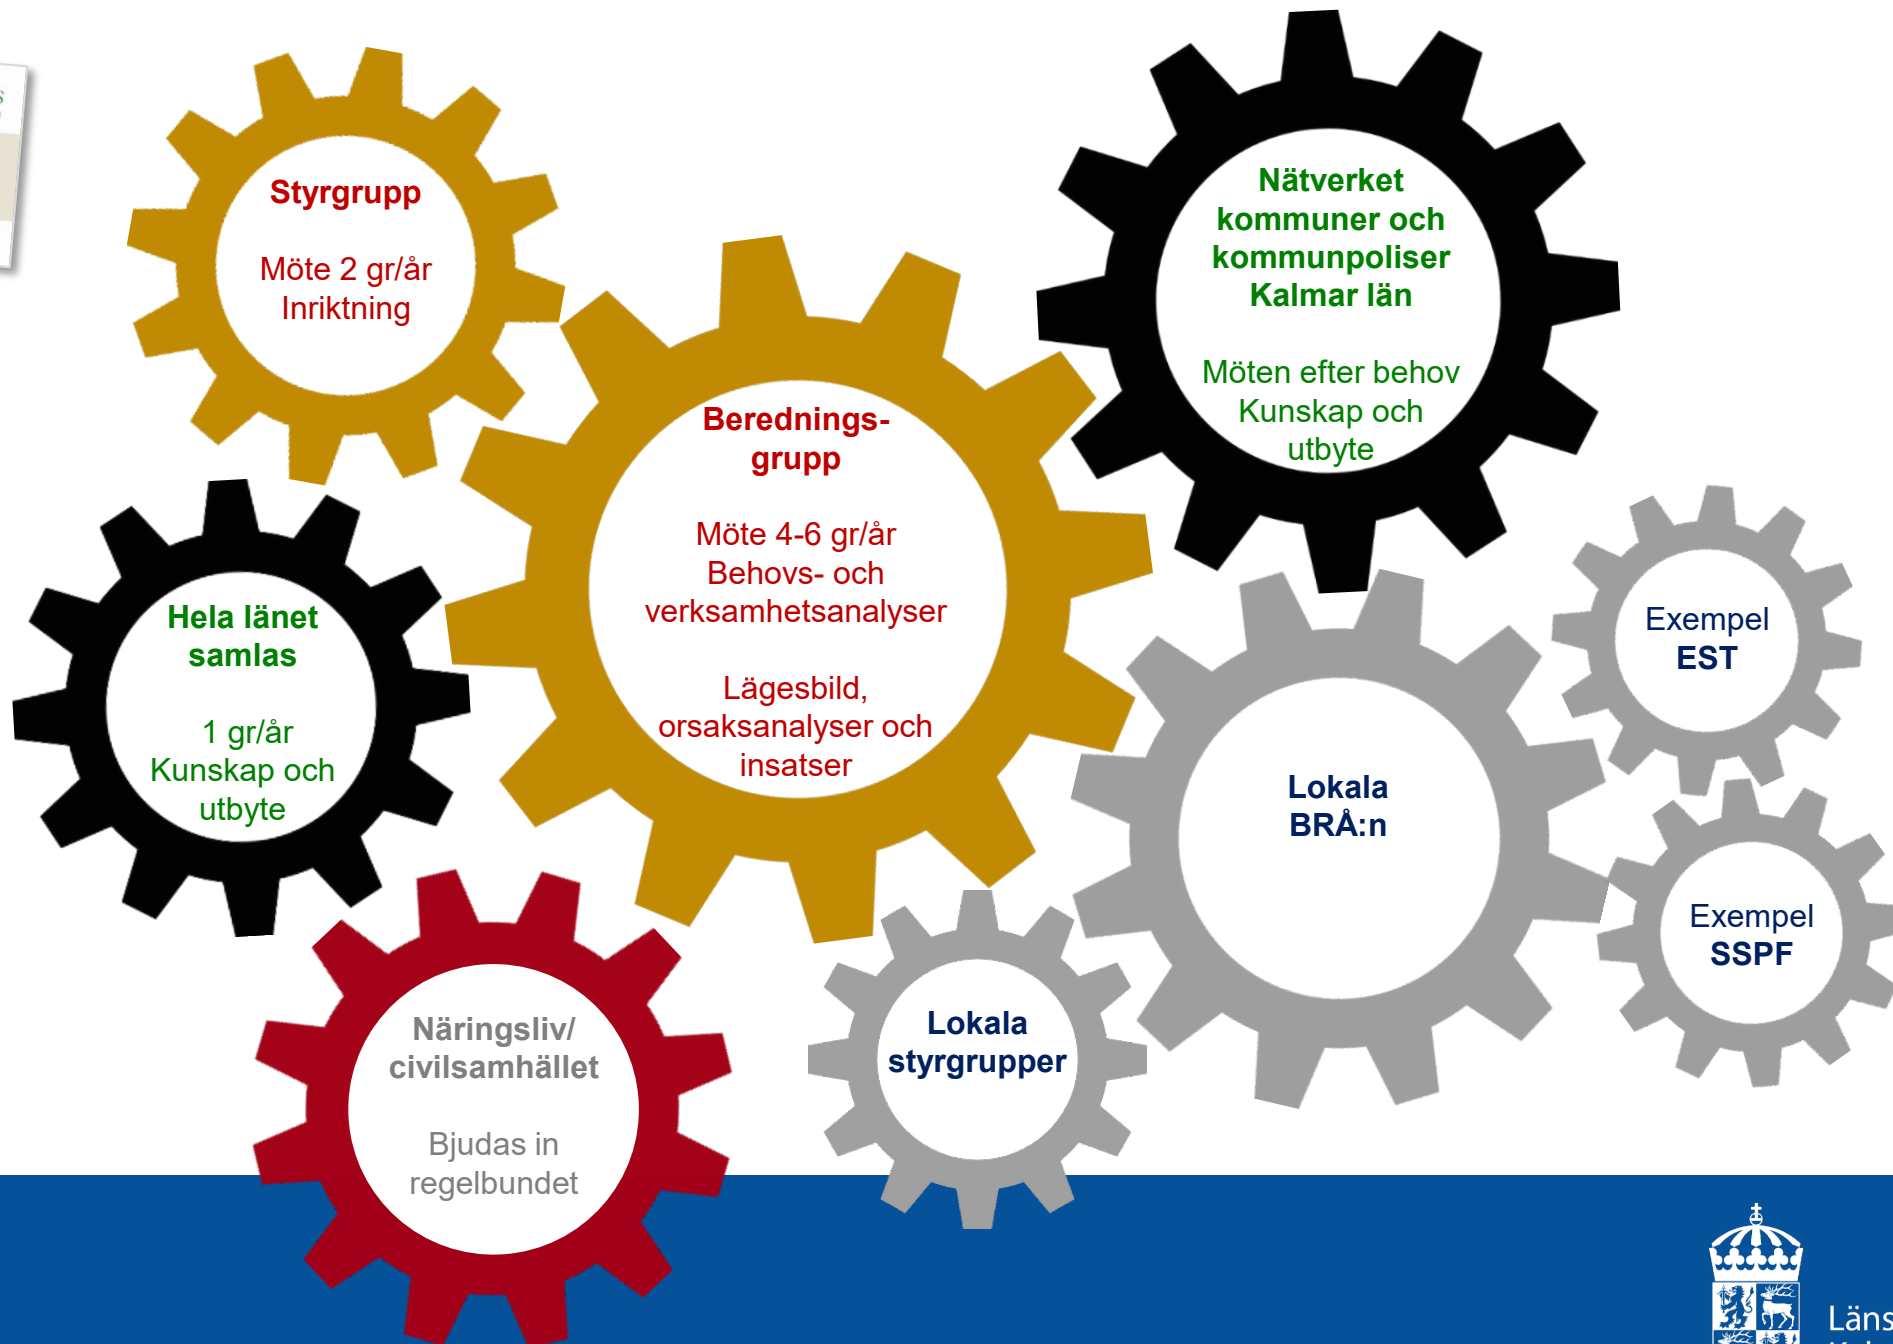 Styrgrupp
Möte 2 gr/år
Inriktning
Nätverket
kommuner och
kommunpoliser
Kalmar län
Möten efter behov
Kunskap och
utbyte
Berednings-
grupp
Möte 4-6 gr/år
Behovs- och
verksamhetsanalyser
Lägesbild,
orsaksanalyser och
insatser
Hela länet
samlas
1 gr/år
Kunskap och
utbyte
Exempel
EST
Lokala
BRÅ:n
Exempel
SSPF
Näringsliv/
civilsamhället
Bjudas in
regelbundet
Lokala
styrgrupper
Läns